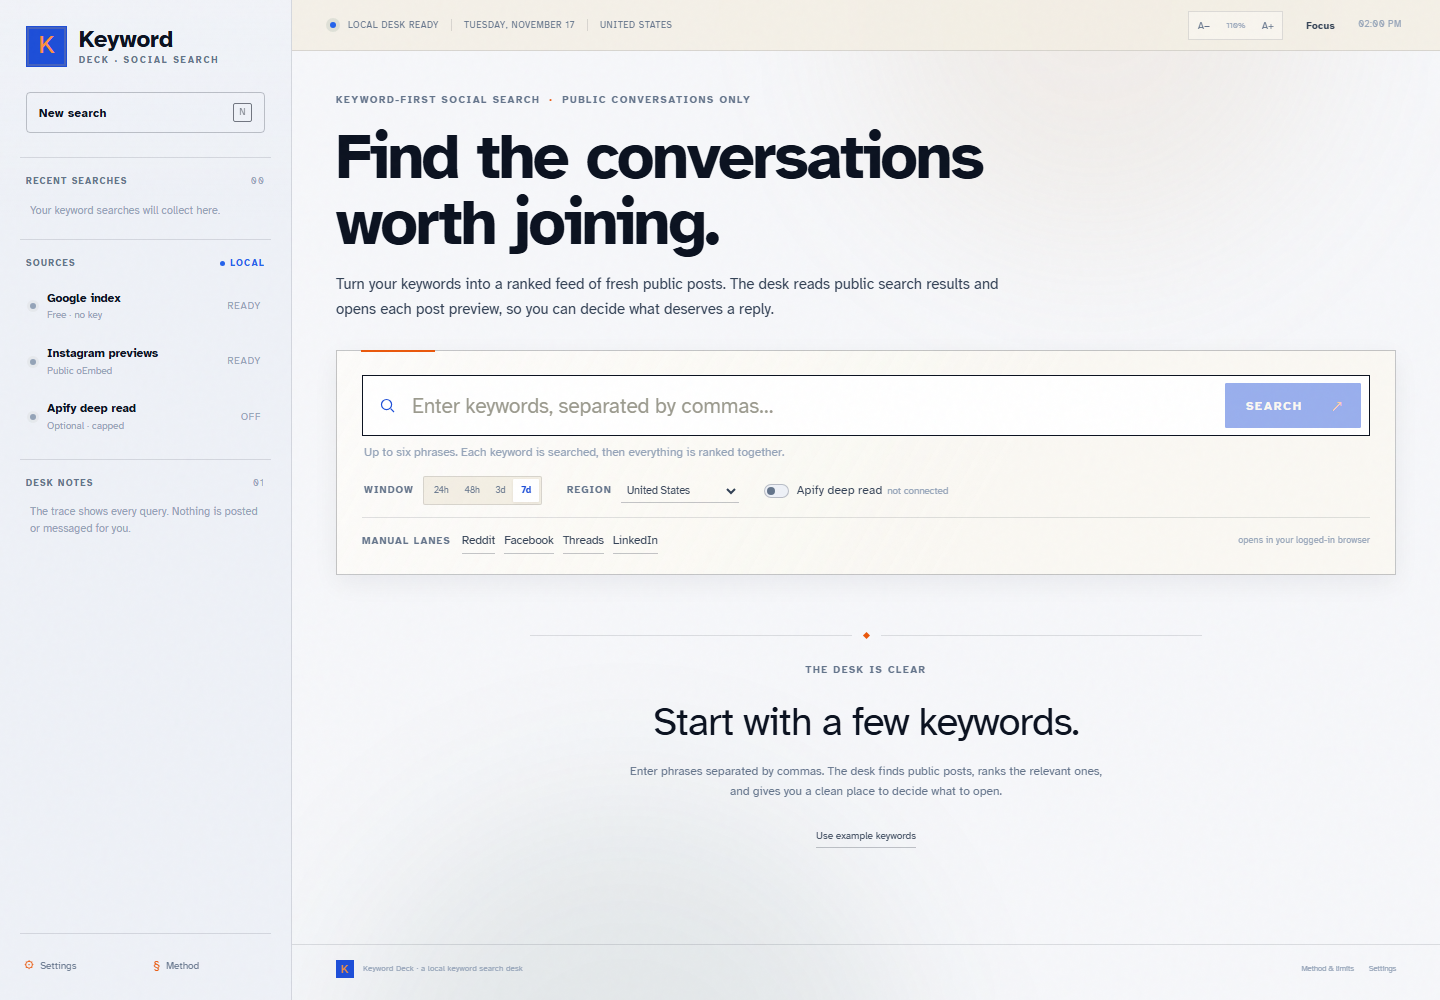 K
Keyword
DECK · SOCIAL SEARCH
New search
N
RECENT SEARCHES
00
Your keyword searches will collect here.
SOURCES
LOCAL
Google index
Free · no key
READY
Instagram previews
Public oEmbed
READY
Apify deep read
Optional · capped
OFF
DESK NOTES
01
The trace shows every query. Nothing is posted
or messaged for you.
Settings
§ Method
LOCAL DESK READY
TUESDAY, NOVEMBER 17
UNITED STATES
A−
110%
A+
Focus
02:00 PM
KEYWORD-FIRST SOCIAL SEARCH · PUBLIC CONVERSATIONS ONLY
Find the conversations
worth joining.
Turn your keywords into a ranked feed of fresh public posts. The desk reads public search results and
opens each post preview, so you can decide what deserves a reply.
Enter keywords, separated by commas...
SEARCH ↗
Up to six phrases. Each keyword is searched, then everything is ranked together.
WINDOW
24h
48h
3d
7d
REGION
United States
Apify deep read not connected
MANUAL LANES
Reddit
Facebook
Threads
LinkedIn
opens in your logged-in browser
THE DESK IS CLEAR
Start with a few keywords.
Enter phrases separated by commas. The desk finds public posts, ranks the relevant ones,
and gives you a clean place to decide what to open.
Use example keywords
K
Keyword Deck · a local keyword search desk
Method & limits
Settings